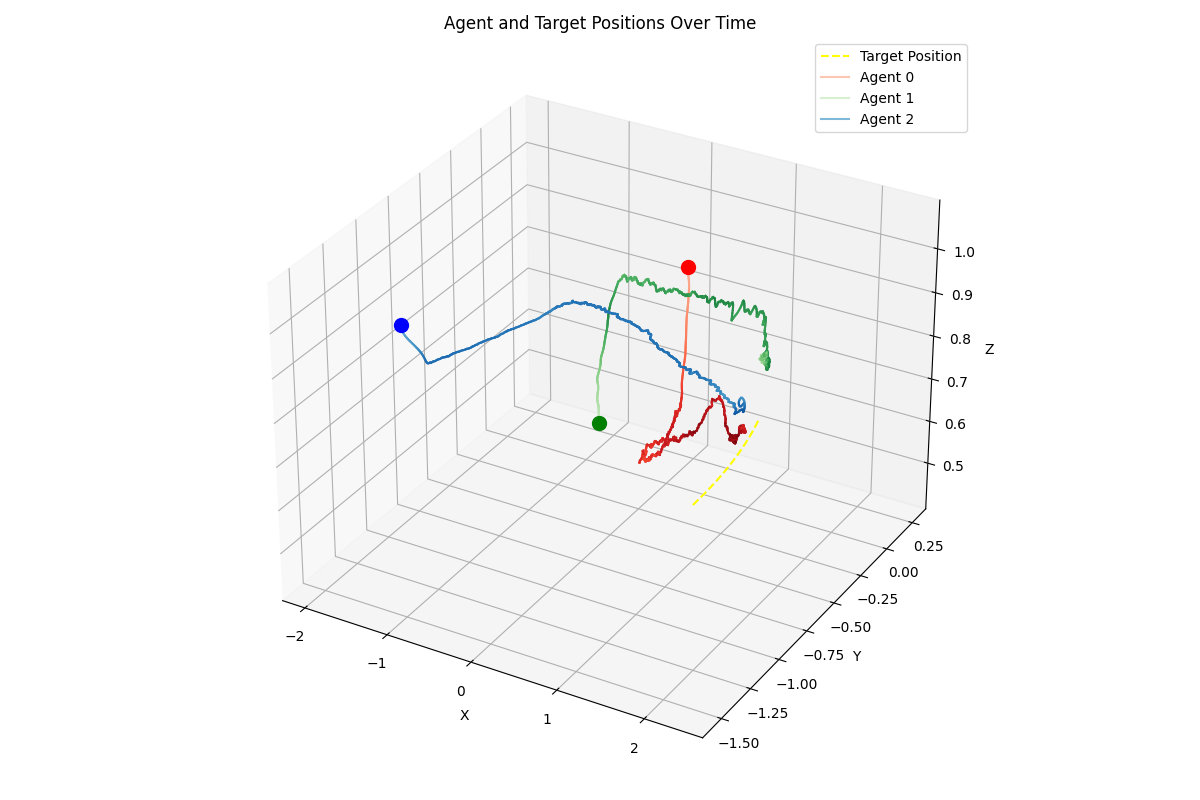 Agent and Target Positions Over Time
Target Position
Agent 0
Agent 1
Agent 2
1.0
0.9
0.8
0.7
0.6
0.5
Z
0.25
0.00
−0.25
−0.50
−0.75
−1.00
−1.25
−1.50
Y
−2
−1
0
1
2
X